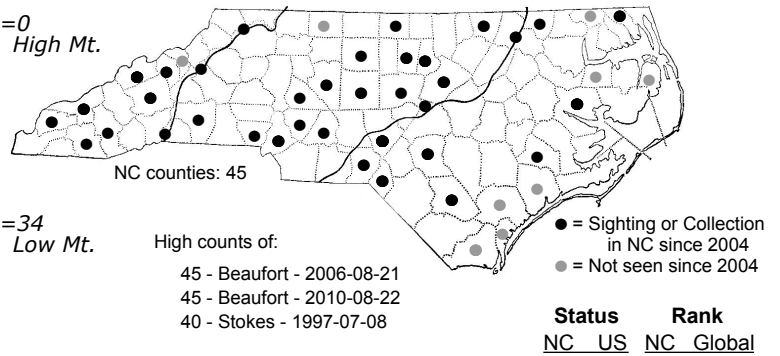 =0
High Mt.
NC counties: 45
=34
Low Mt.
High counts of:
45 - Beaufort - 2006-08-21
45 - Beaufort - 2010-08-22
40 - Stokes - 1997-07-08
= Sighting or Collection
in NC since 2004
= Not seen since 2004
Status Rank
NC US NC Global